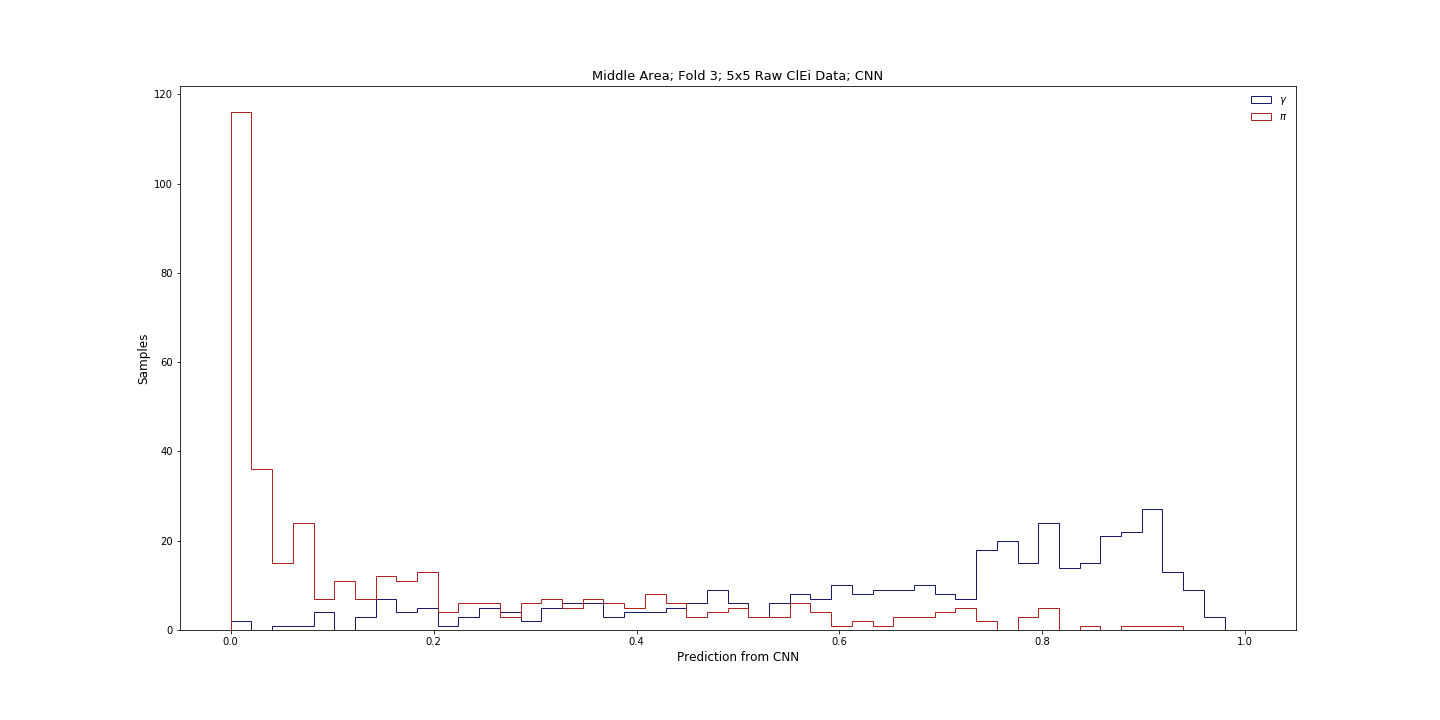 Middle Area; Fold 3; 5x5 Raw ClEi Data; CNN
γ
π
120
100
80
60
40
20
0
Samples
0.0 0.2 0.4 0.6 0.8 1.0
Prediction from CNN